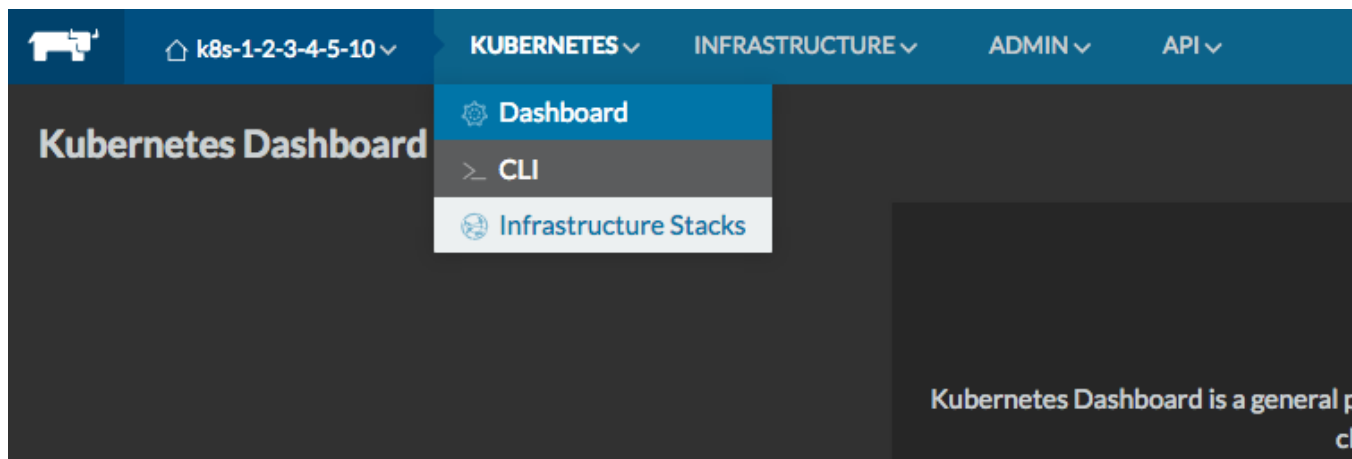 k8s-1-2-3-4-5-10 KUBERNETES INFRASTRUCTURE ADMIN API
Dashboard
Kubernetes Dashboard
>_ CLI
Infrastructure Stacks
Kubernetes Dashboard is a general p
cl